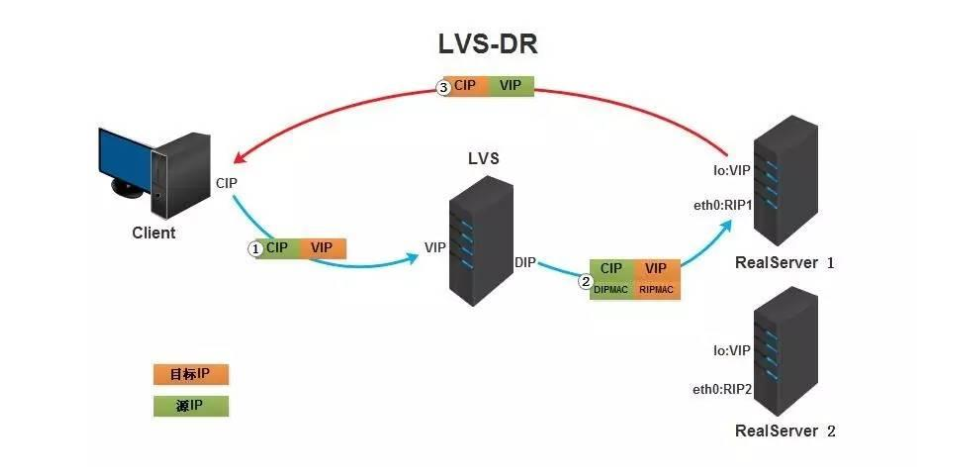 LVS-DR
③ CIP VIP
LVS
lo:VIP
CIP
eth0:RIP1
Client
① CIP VIP
VIP
DIP
② CIP VIP
DIPMAC RIPMAC
RealServer 1
lo:VIP
eth0:RIP2
RealServer 2
目标IP
源IP